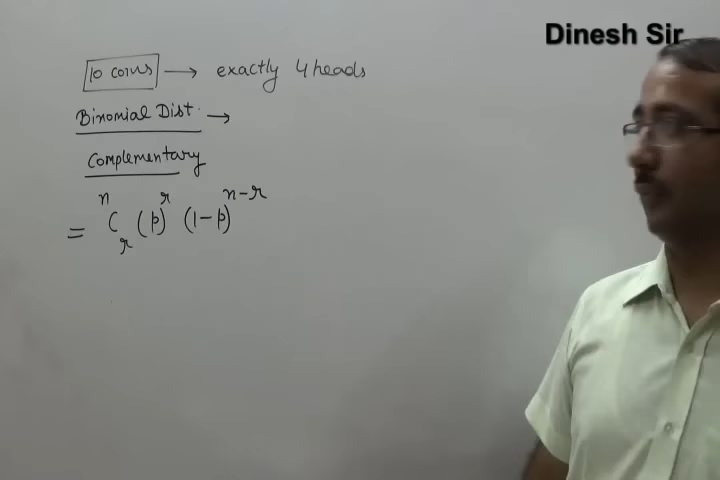 Dinesh Sir
10 coins → exactly 4 heads
Binomial Dist. →
Complementary
= ⁿCᵣ (p)ʳ (1-p)ⁿ⁻ʳ